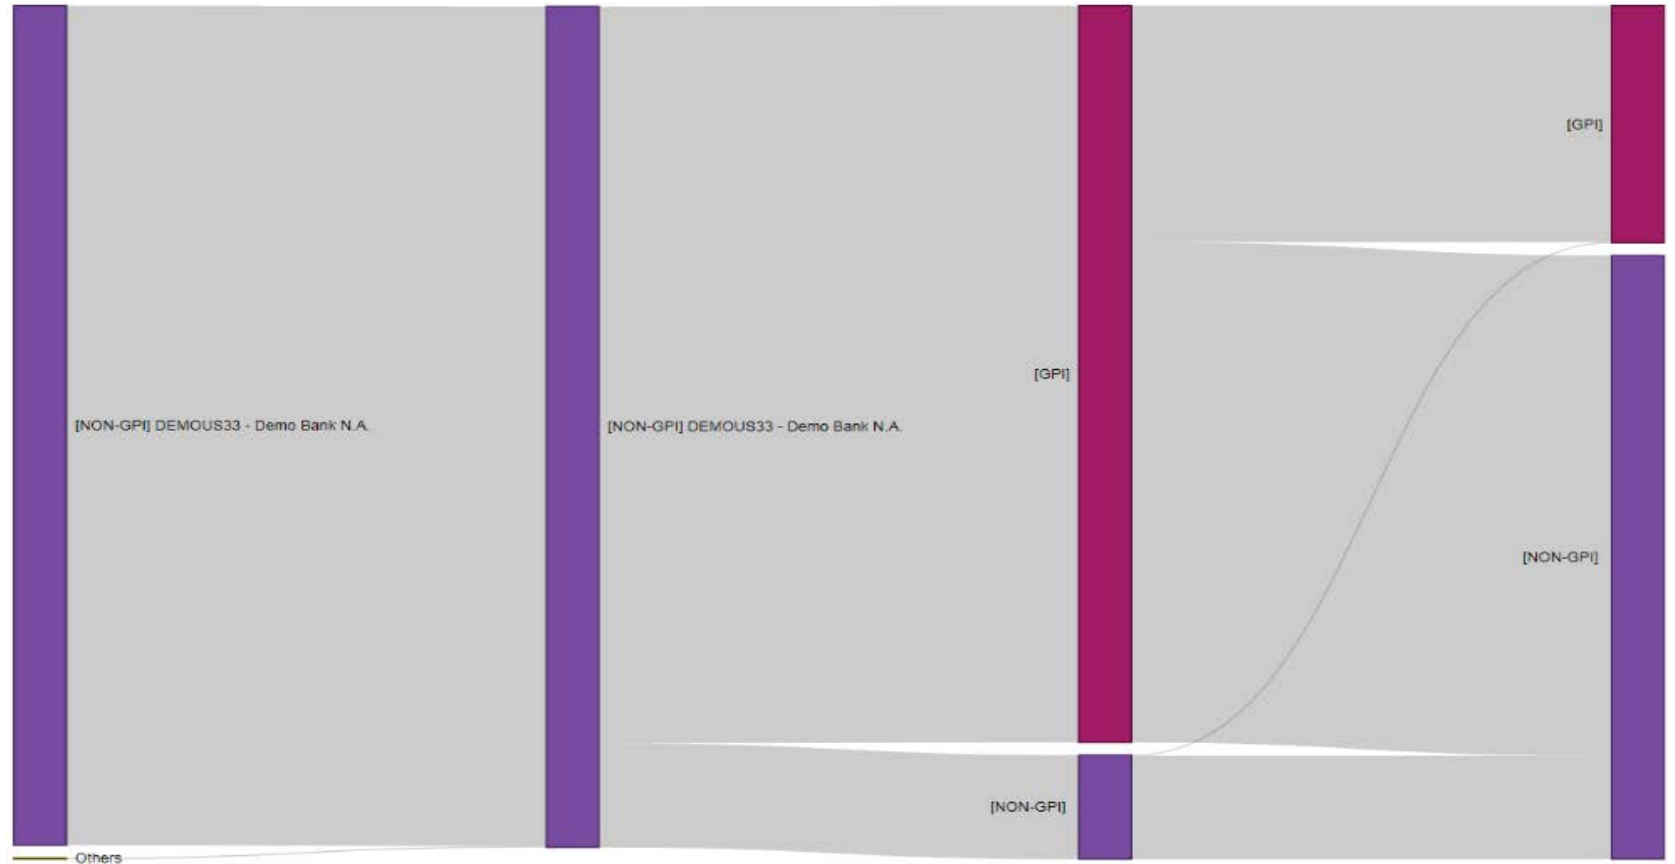 [GPI]
[GPI]
[NON-GPI] DEMOUS33 - Demo Bank N.A.
[NON-GPI] DEMOUS33 - Demo Bank N.A.
[NON-GPI]
[NON-GPI]
Others